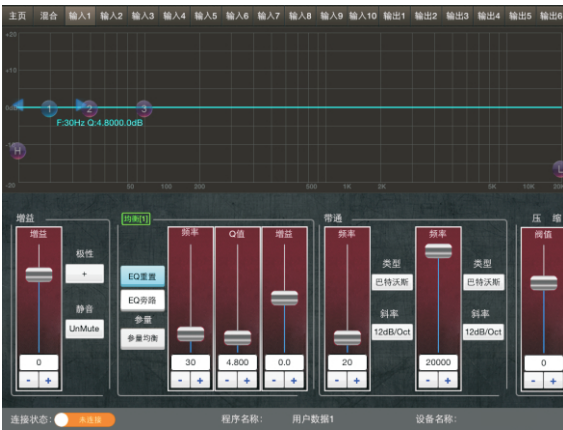 主页 混合 输入1 输入2 输入3 输入4 输入5 输入6 输入7 输入8 输入9 输入10 输出1 输出2 输出3 输出4 输出5 输出6
+20
+10
0dB
1 2 3
F:30Hz Q:4.8000.0dB
-10
H
L
-20 50 100 200 500 1K 2K 5K 10K 20K
增益 均衡[1] 带通 压 缩
增益 频率 Q值 增益 频率 频率 阀值
极性 类型 类型
+ EQ重置 巴特沃斯 巴特沃斯
EQ旁路
静音 参量 斜率 斜率
UnMute 参量均衡 12dB/Oct 12dB/Oct
0 30 4.800 0.0 20 20000 0
- + - + - + - + - + - + - +
连接状态: 未连接 程序名称: 用户数据1 设备名称: